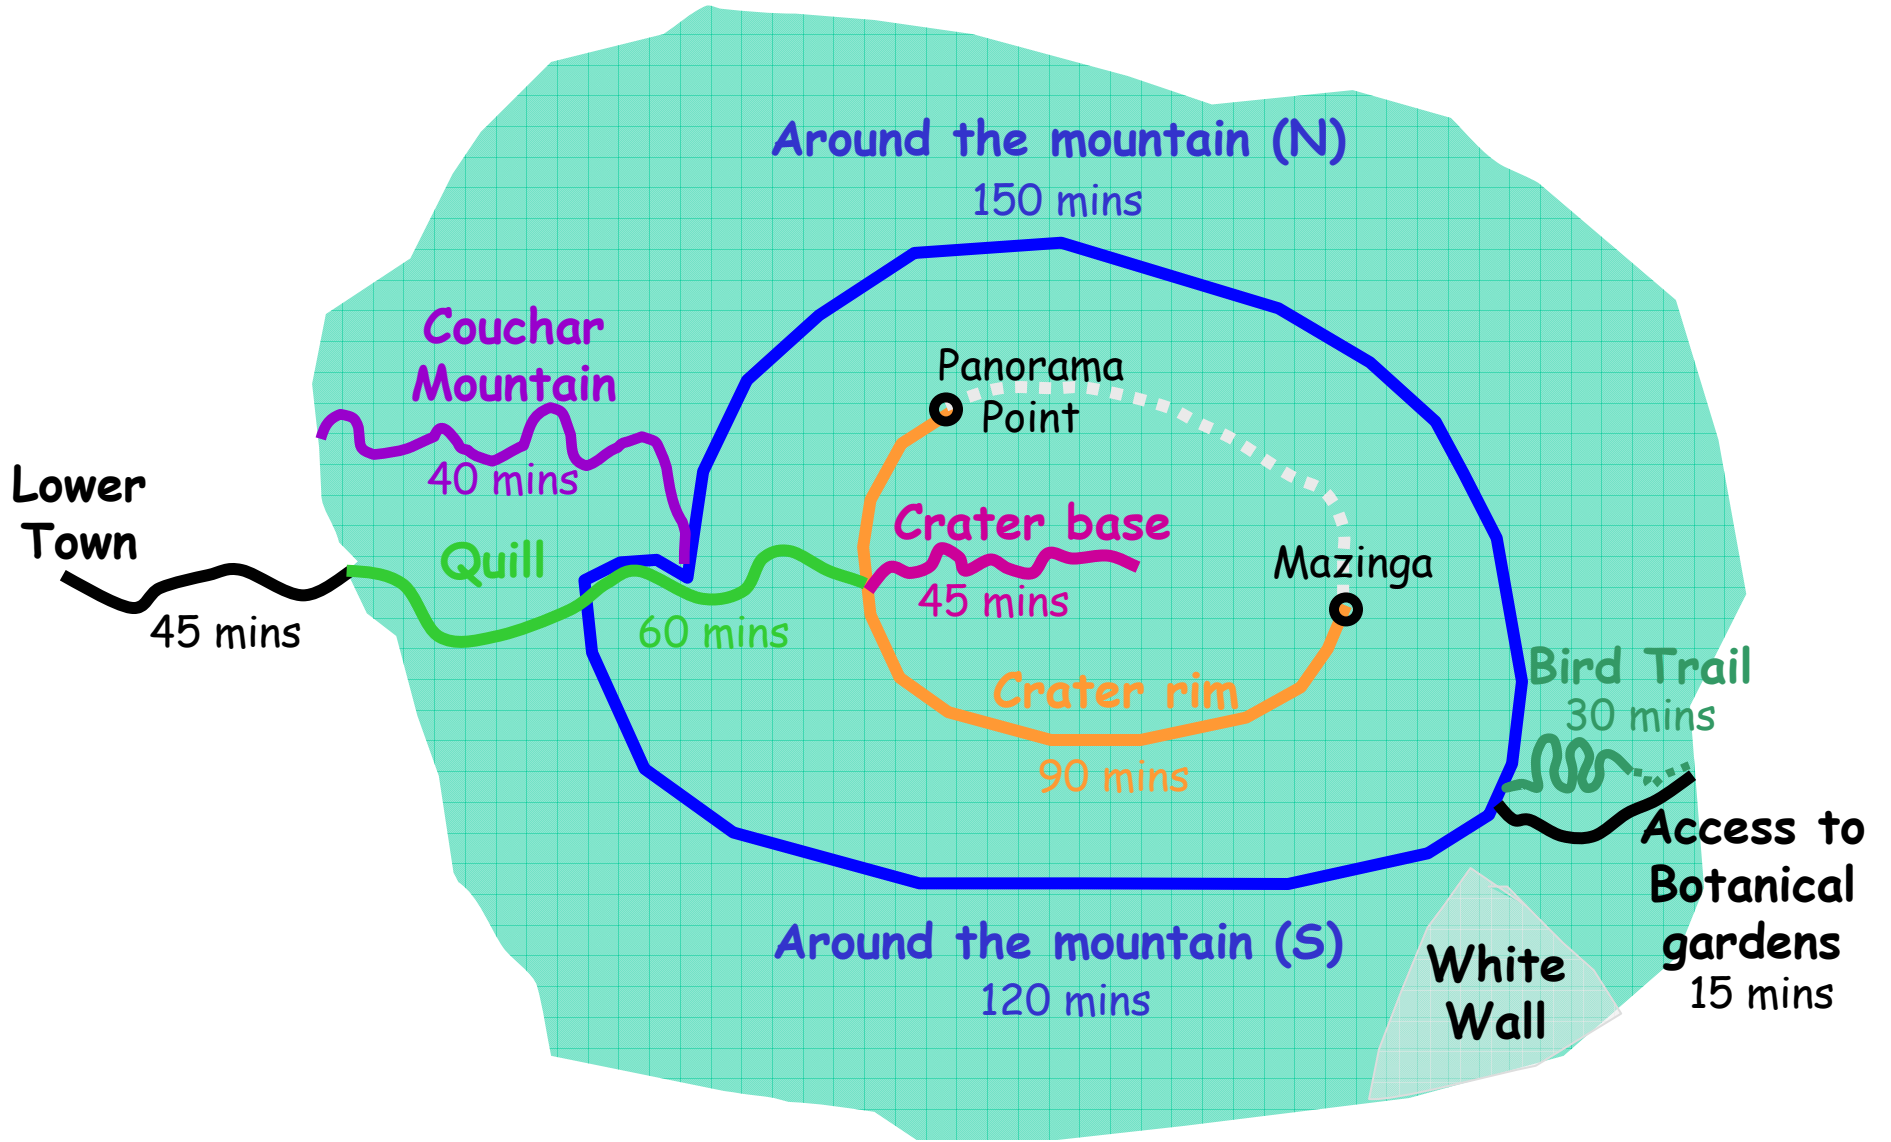 Around the mountain (N)
150 mins
Couchar
Mountain
40 mins
Panorama
Point
Lower
Town
45 mins
Quill
60 mins
Crater base
45 mins
Mazinga
Crater rim
90 mins
Bird Trail
30 mins
Access to
Botanical
gardens
15 mins
Around the mountain (S)
120 mins
White
Wall